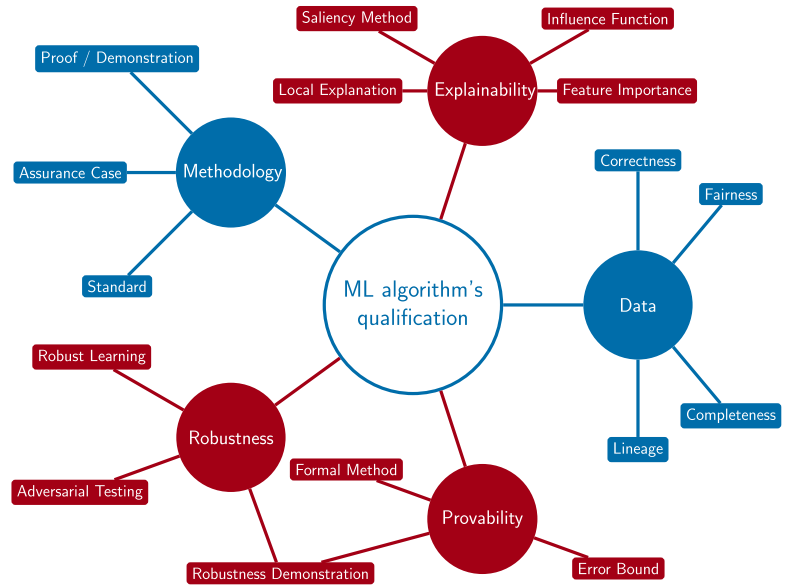 Saliency Method
Influence Function
Proof / Demonstration
Local Explanation
Explainability
Feature Importance
Correctness
Assurance Case
Methodology
Fairness
Standard
ML algorithm's
qualification
Data
Robust Learning
Completeness
Robustness
Lineage
Formal Method
Adversarial Testing
Provability
Robustness Demonstration
Error Bound